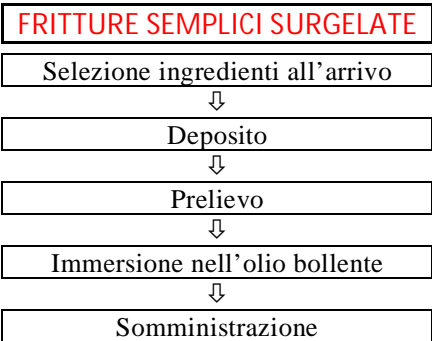 FRITTURE SEMPLICI SURGELATE
Selezione ingredienti all'arrivo
⇩
Deposito
⇩
Prelievo
⇩
Immersione nell'olio bollente
⇩
Somministrazione